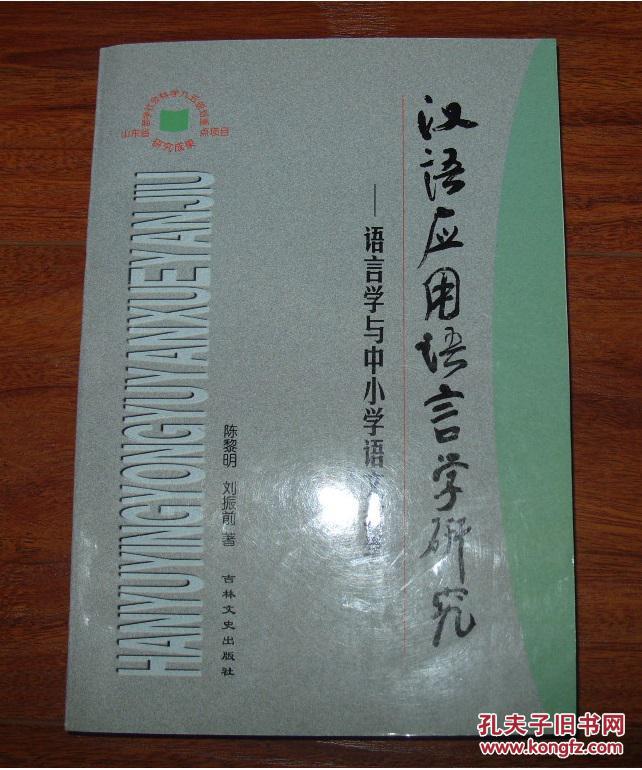 汉语应用语言学研究
——语言学与中小学语文
山东省哲学社会科学九五规划重点项目
研究成果
HANYUYINGYONGYUYANXUEYANJIU
陈黎明 刘振前 著
吉林文史出版社
孔夫子旧书网
www.kongfz.com